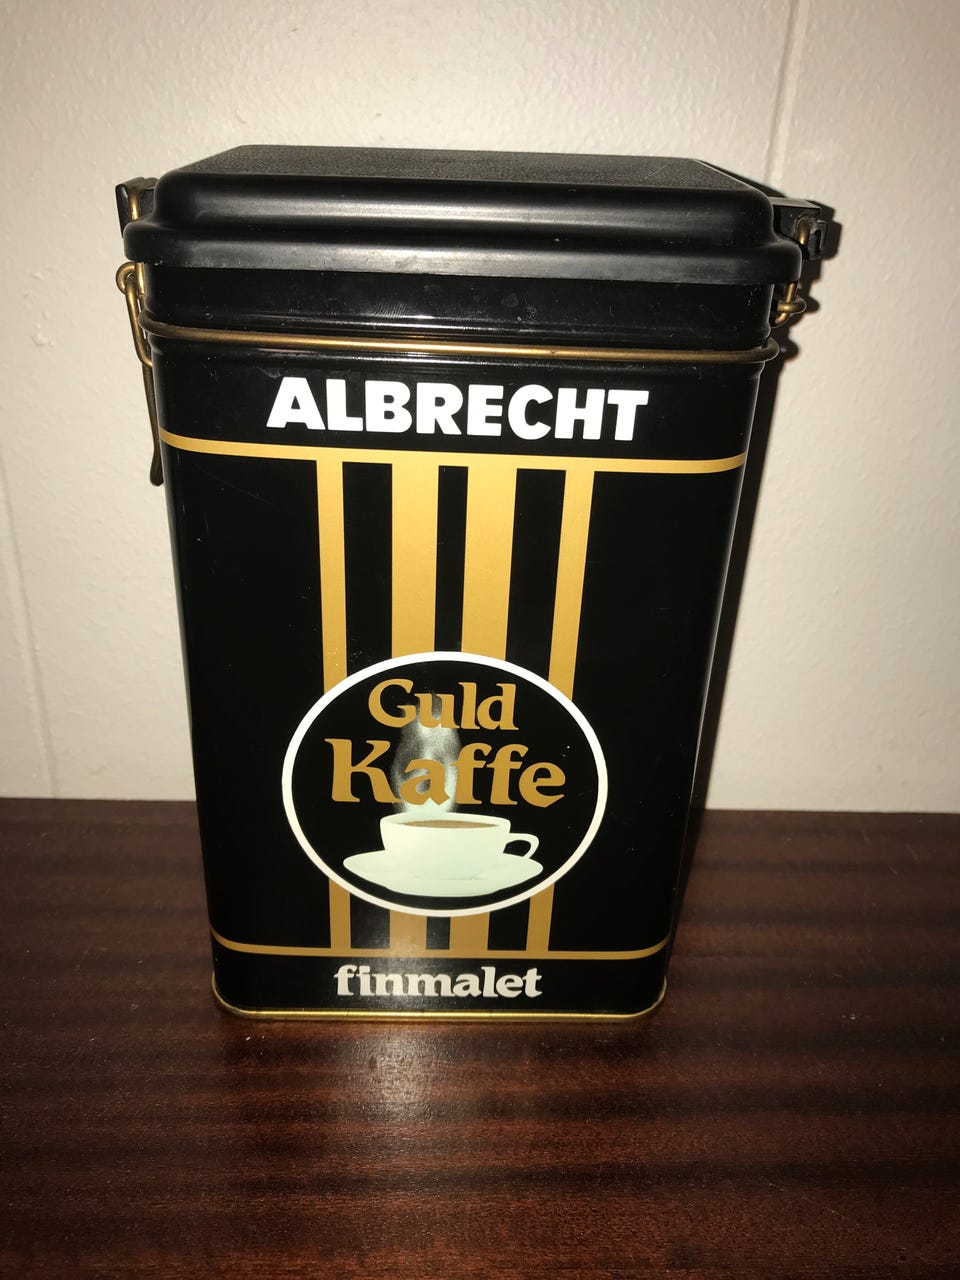 ALBRECHT
Guld
Kaffe
finmalet